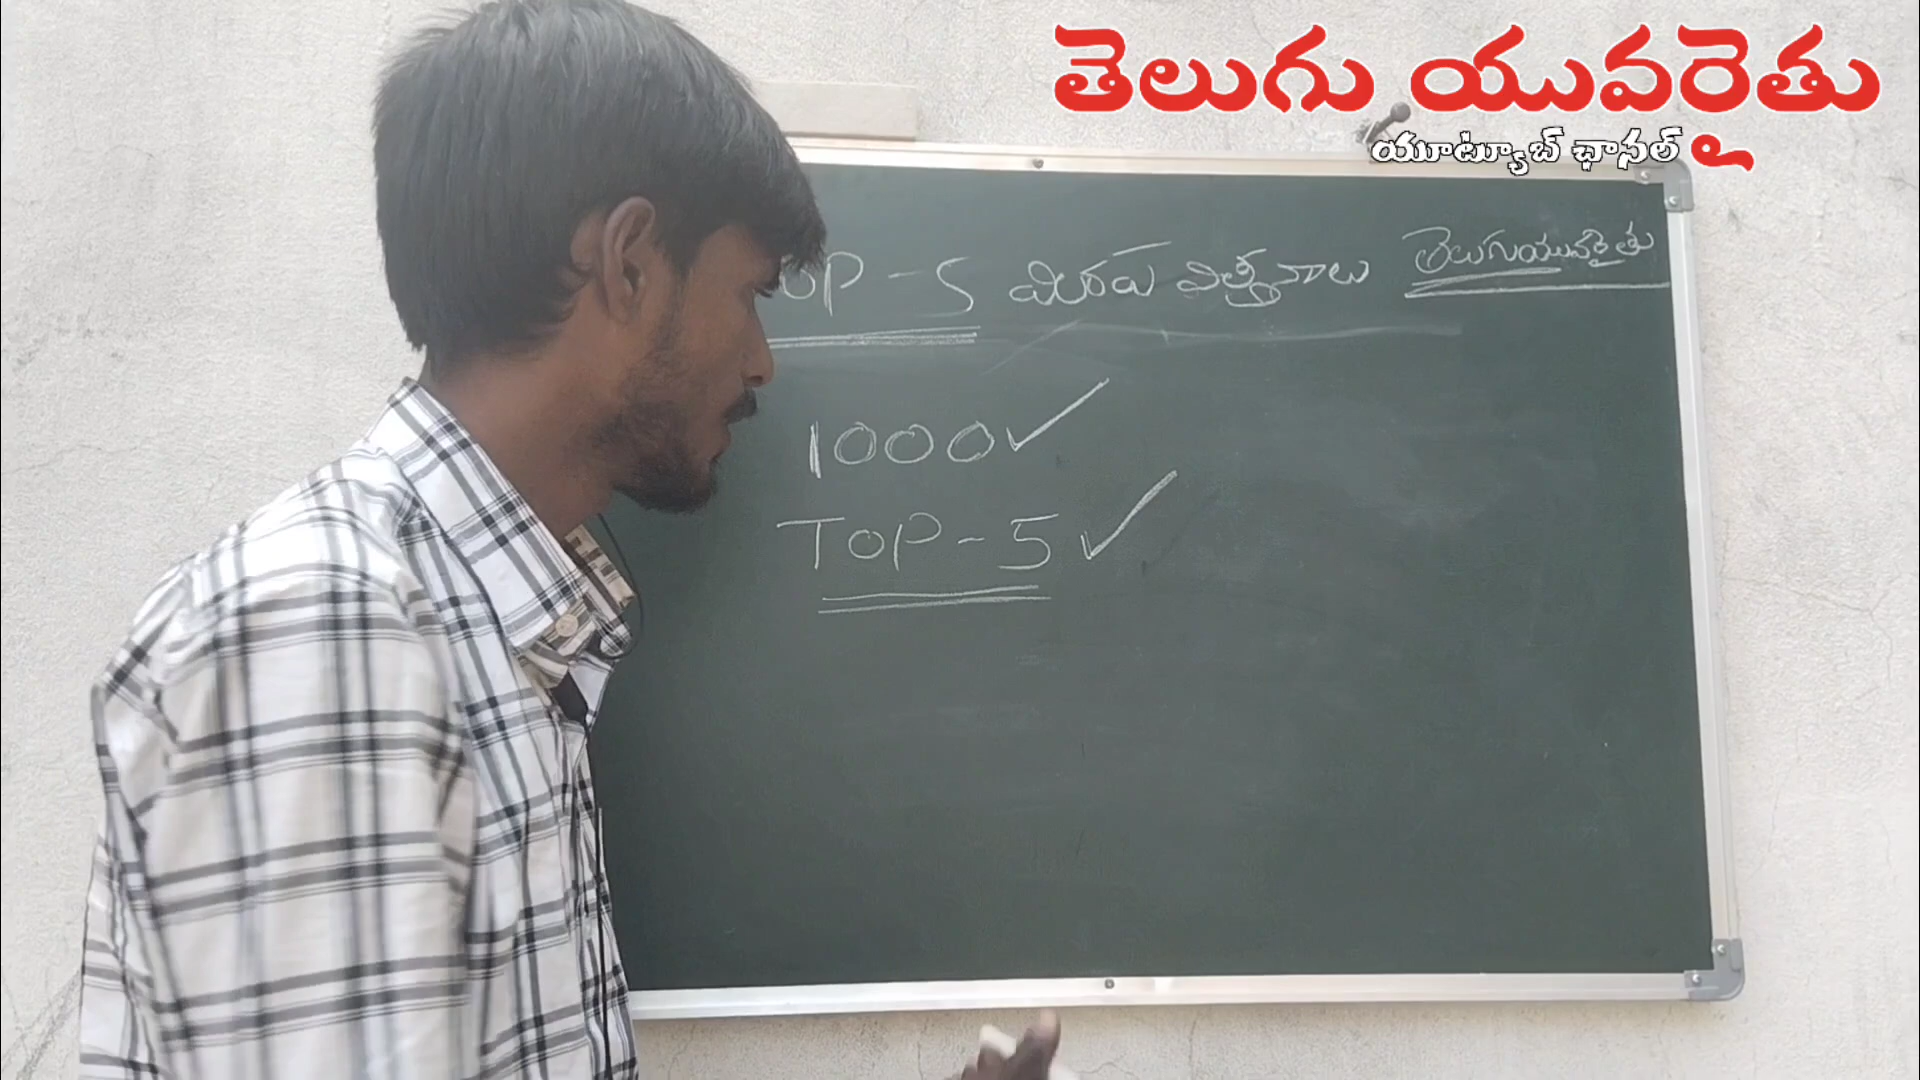 తెలుగు యువరైతు
యూట్యూబ్ ఛానల్
TOP - 5 మిరప విత్తనాలు తెలుగుయువరైతు
1000✓
TOP - 5 ✓